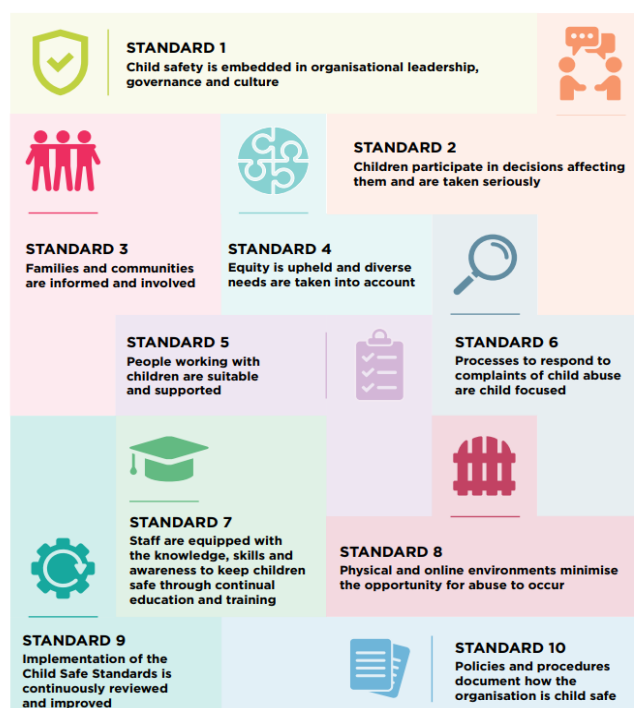 STANDARD 1
Child safety is embedded in organisational leadership,
governance and culture
STANDARD 2
Children participate in decisions affecting
them and are taken seriously
STANDARD 3
Families and communities
are informed and involved
STANDARD 4
Equity is upheld and diverse
needs are taken into account
STANDARD 5
People working with
children are suitable
and supported
STANDARD 6
Processes to respond to
complaints of child abuse
are child focused
STANDARD 7
Staff are equipped with
the knowledge, skills and
awareness to keep children
safe through continual
education and training
STANDARD 8
Physical and online environments minimise
the opportunity for abuse to occur
STANDARD 9
Implementation of the
Child Safe Standards is
continuously reviewed
and improved
STANDARD 10
Policies and procedures
document how the
organisation is child safe